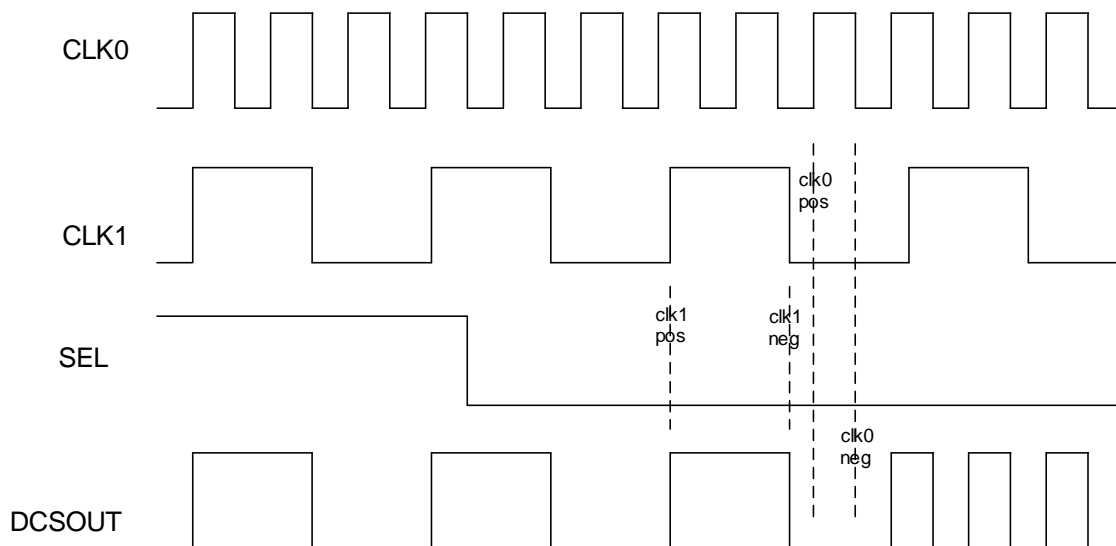 CLK0
CLK1
clk0
pos
SEL
clk1
pos
clk1
neg
clk0
neg
DCSOUT